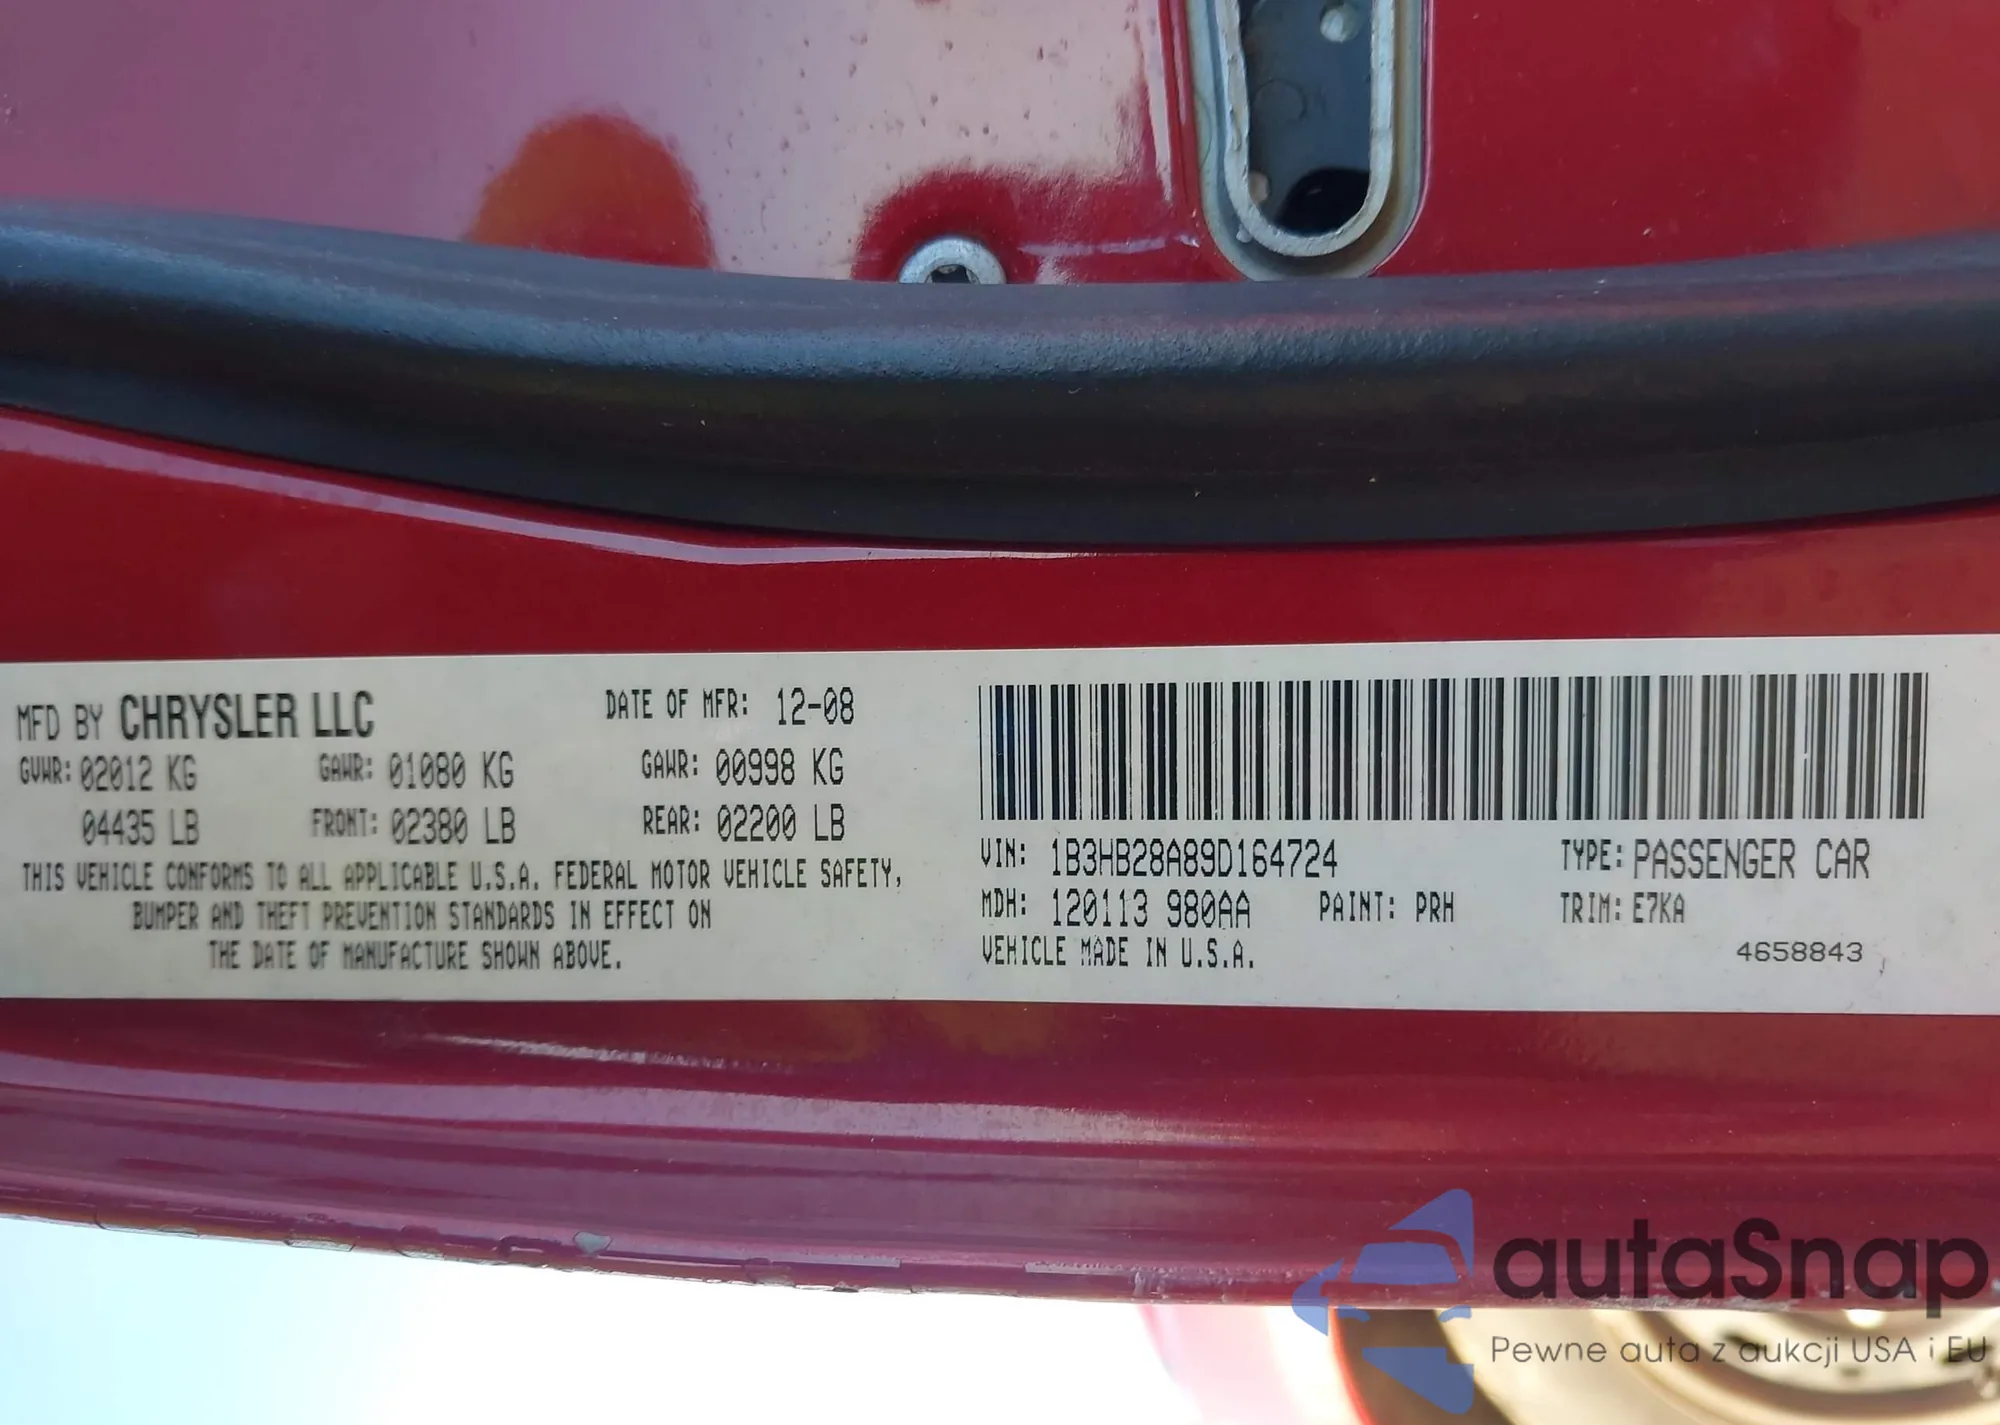 MFD BY CHRYSLER LLC DATE OF MFR: 12-08
GVWR: 02012 KG GAWR: 01080 KG GAWR: 00998 KG
04435 LB FRONT: 02380 LB REAR: 02200 LB
THIS VEHICLE CONFORMS TO ALL APPLICABLE U.S.A. FEDERAL MOTOR VEHICLE SAFETY,
BUMPER AND THEFT PREVENTION STANDARDS IN EFFECT ON
THE DATE OF MANUFACTURE SHOWN ABOVE.
VIN: 1B3HB28A89D164724 TYPE: PASSENGER CAR
MDH: 120113 980AA PAINT: PRH TRIM: E7KA
VEHICLE MADE IN U.S.A.
4658843
autaSnap
Pewne auta z aukcji USA i EU